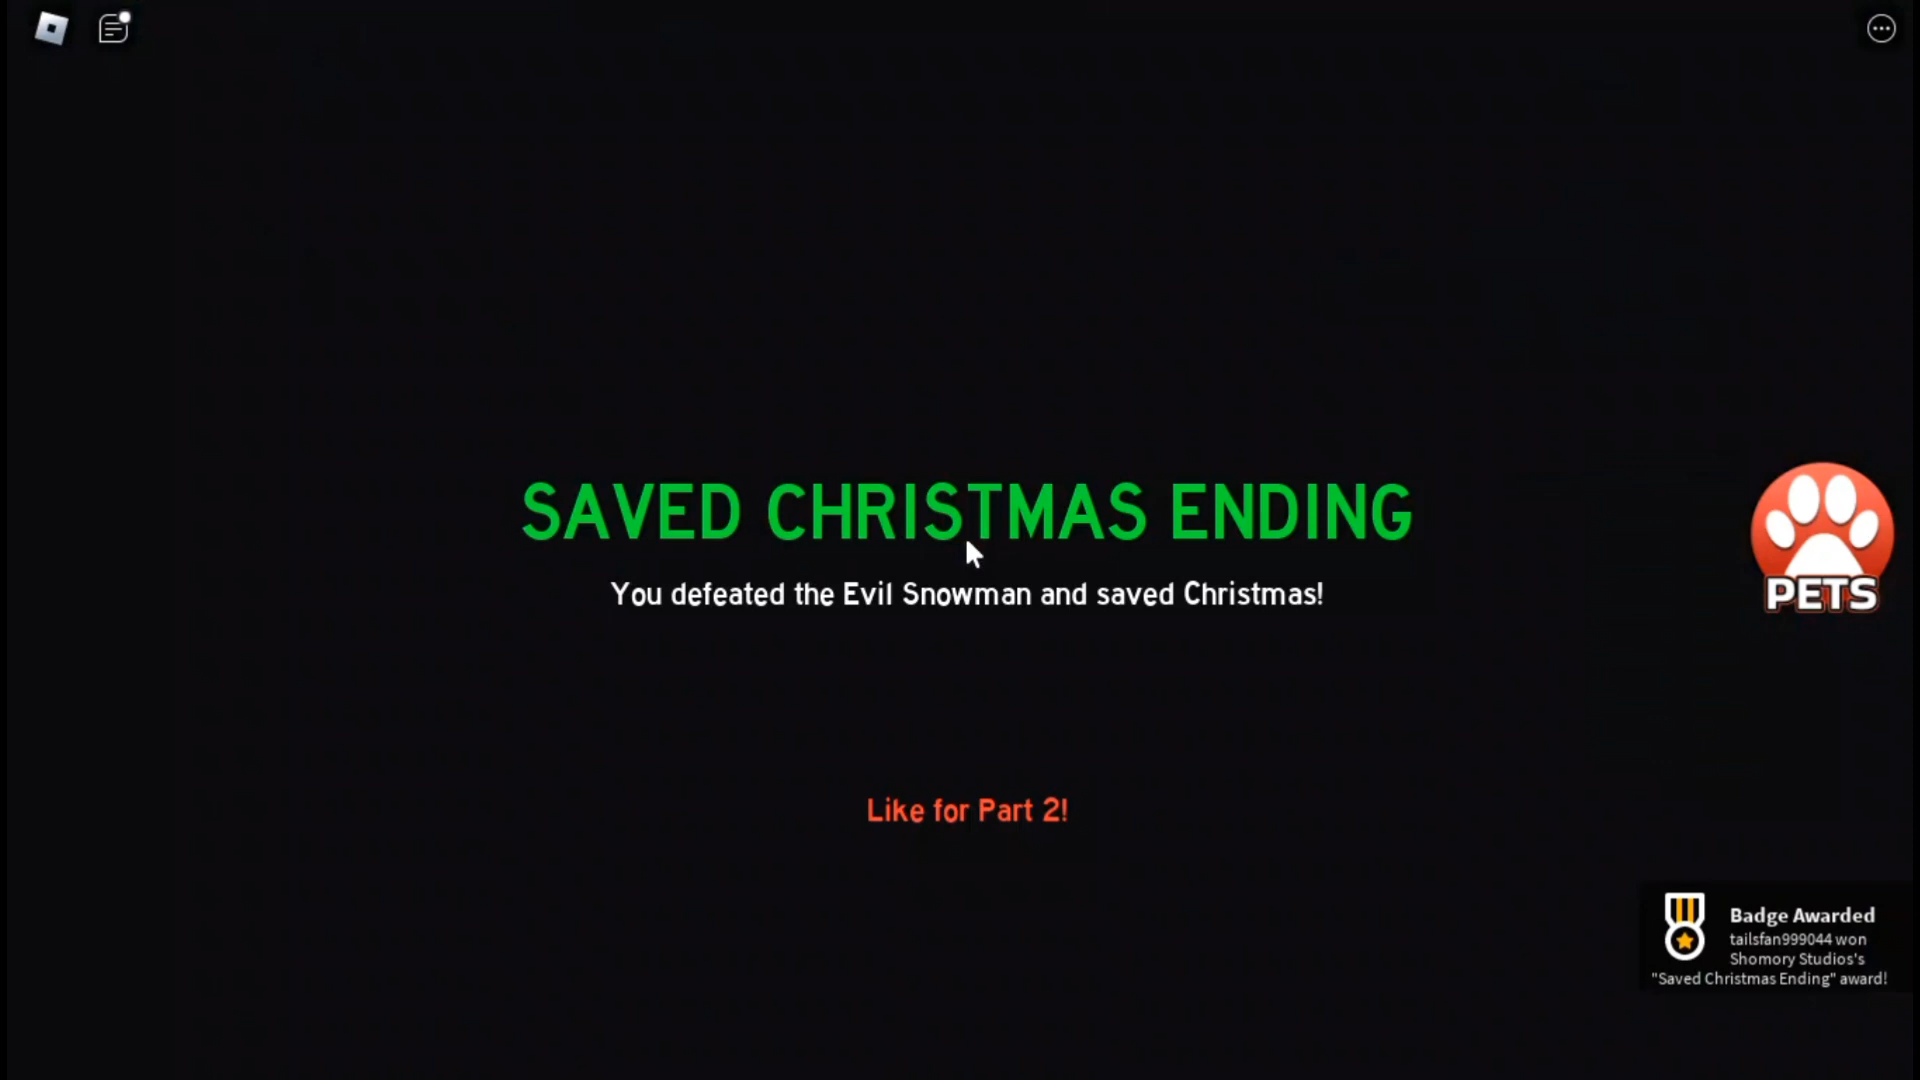 SAVED CHRISTMAS ENDING
You defeated the Evil Snowman and saved Christmas!
PETS
Like for Part 2!
Badge Awarded
tailsfan999044 won
Shomory Studios's
"Saved Christmas Ending" award!